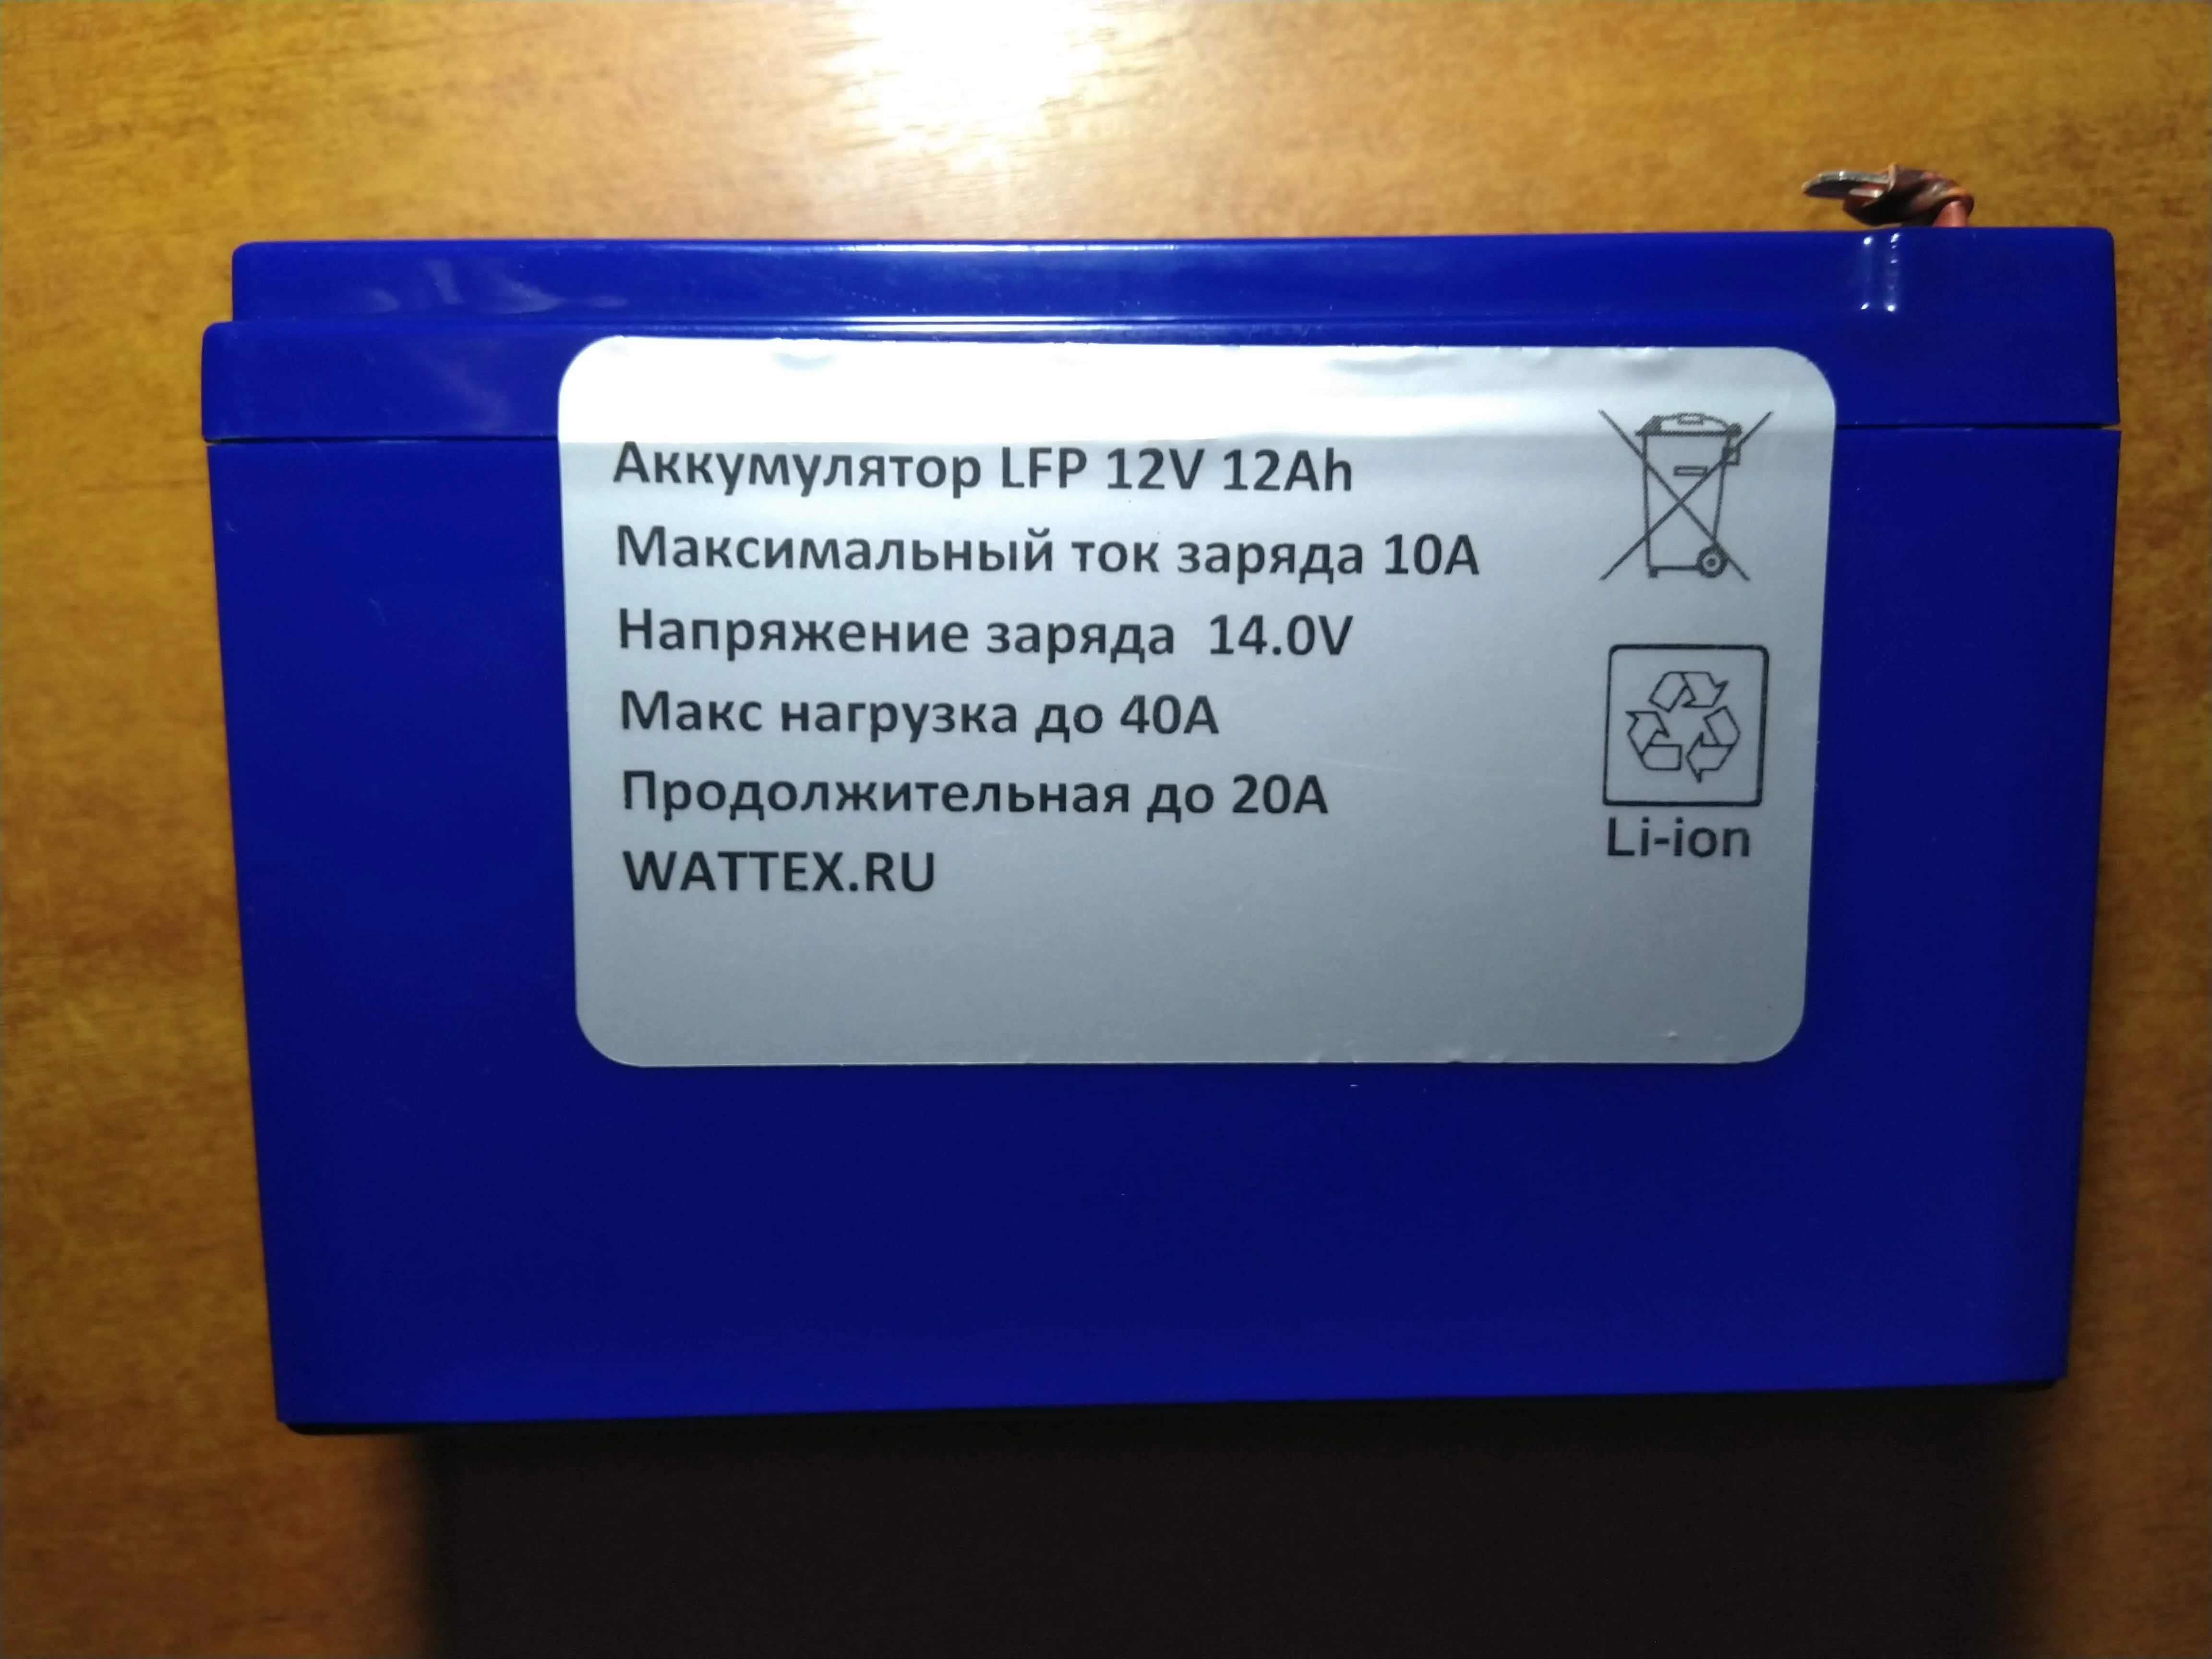 Аккумулятор LFP 12V 12Ah
Максимальный ток заряда 10А
Напряжение заряда 14.0V
Макс нагрузка до 40А
Продолжительная до 20А
WATTEX.RU
Li-ion